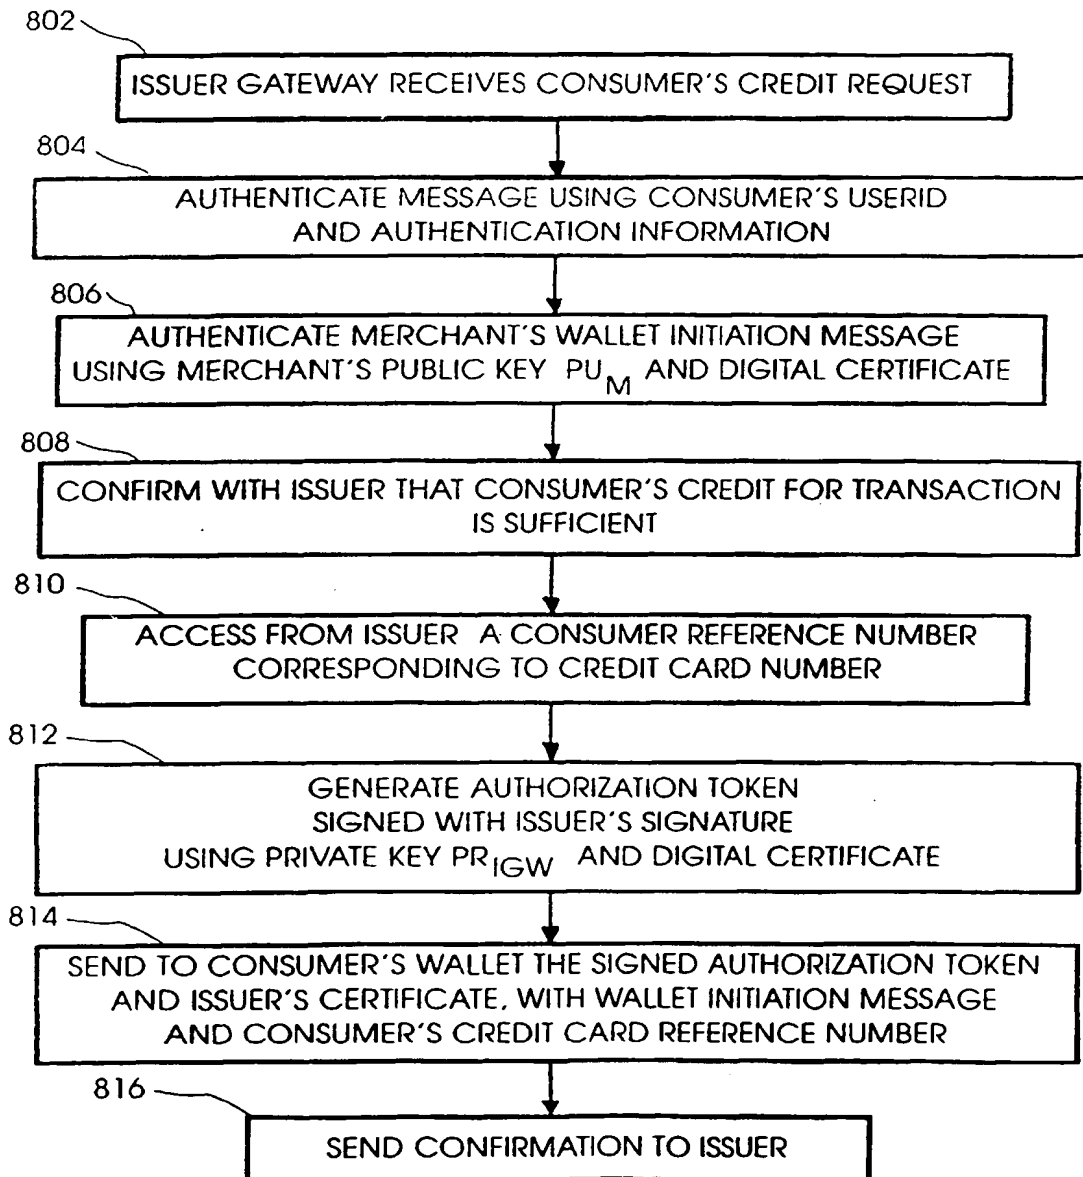 802
ISSUER GATEWAY RECEIVES CONSUMER'S CREDIT REQUEST
804
AUTHENTICATE MESSAGE USING CONSUMER'S USERID
AND AUTHENTICATION INFORMATION
806
AUTHENTICATE MERCHANT'S WALLET INITIATION MESSAGE
USING MERCHANT'S PUBLIC KEY PU_M AND DIGITAL CERTIFICATE
808
CONFIRM WITH ISSUER THAT CONSUMER'S CREDIT FOR TRANSACTION
IS SUFFICIENT
810
ACCESS FROM ISSUER A CONSUMER REFERENCE NUMBER
CORRESPONDING TO CREDIT CARD NUMBER
812
GENERATE AUTHORIZATION TOKEN
SIGNED WITH ISSUER'S SIGNATURE
USING PRIVATE KEY PR_IGW AND DIGITAL CERTIFICATE
814
SEND TO CONSUMER'S WALLET THE SIGNED AUTHORIZATION TOKEN
AND ISSUER'S CERTIFICATE, WITH WALLET INITIATION MESSAGE
AND CONSUMER'S CREDIT CARD REFERENCE NUMBER
816
SEND CONFIRMATION TO ISSUER